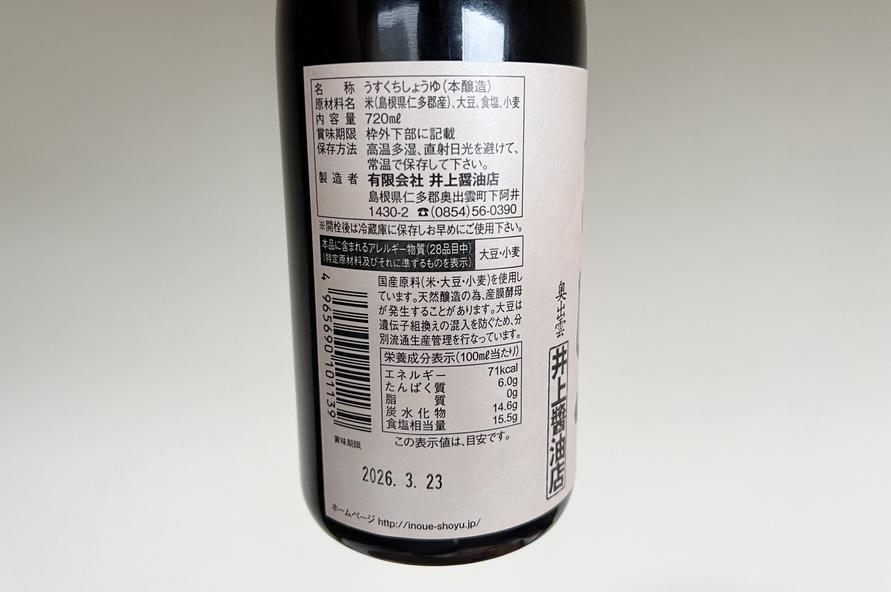 名称 うすくちしょうゆ(本醸造)
原材料名 米(島根県仁多郡産)、大豆、食塩、小麦
内容量 720㎖
賞味期限 枠外下部に記載
保存方法 高温多湿、直射日光を避けて、
常温で保存して下さい。
製造者 有限会社 井上醤油店
島根県仁多郡奥出雲町下阿井
1430-2 ☎(0854)56-0390
※開栓後は冷蔵庫に保存しお早めにご使用下さい。
本品に含まれるアレルギー物質(28品目中)
(特定原材料及びそれに準ずるものを表示)
大豆・小麦
国産原料(米・大豆・小麦)を使用し
ています。天然醸造の為、産膜酵母
が発生することがあります。大豆は
遺伝子組換えの混入を防ぐため、分
別流通生産管理を行なっています。
栄養成分表示(100㎖当たり)
エネルギー 71kcal
たんぱく質 6.0g
脂質 0g
炭水化物 14.6g
食塩相当量 15.5g
この表示値は、目安です。
4 965690 101139
賞味期限
2026. 3. 23
ホームページ http://inoue-shoyu.jp/
奥出雲
井上醤油店